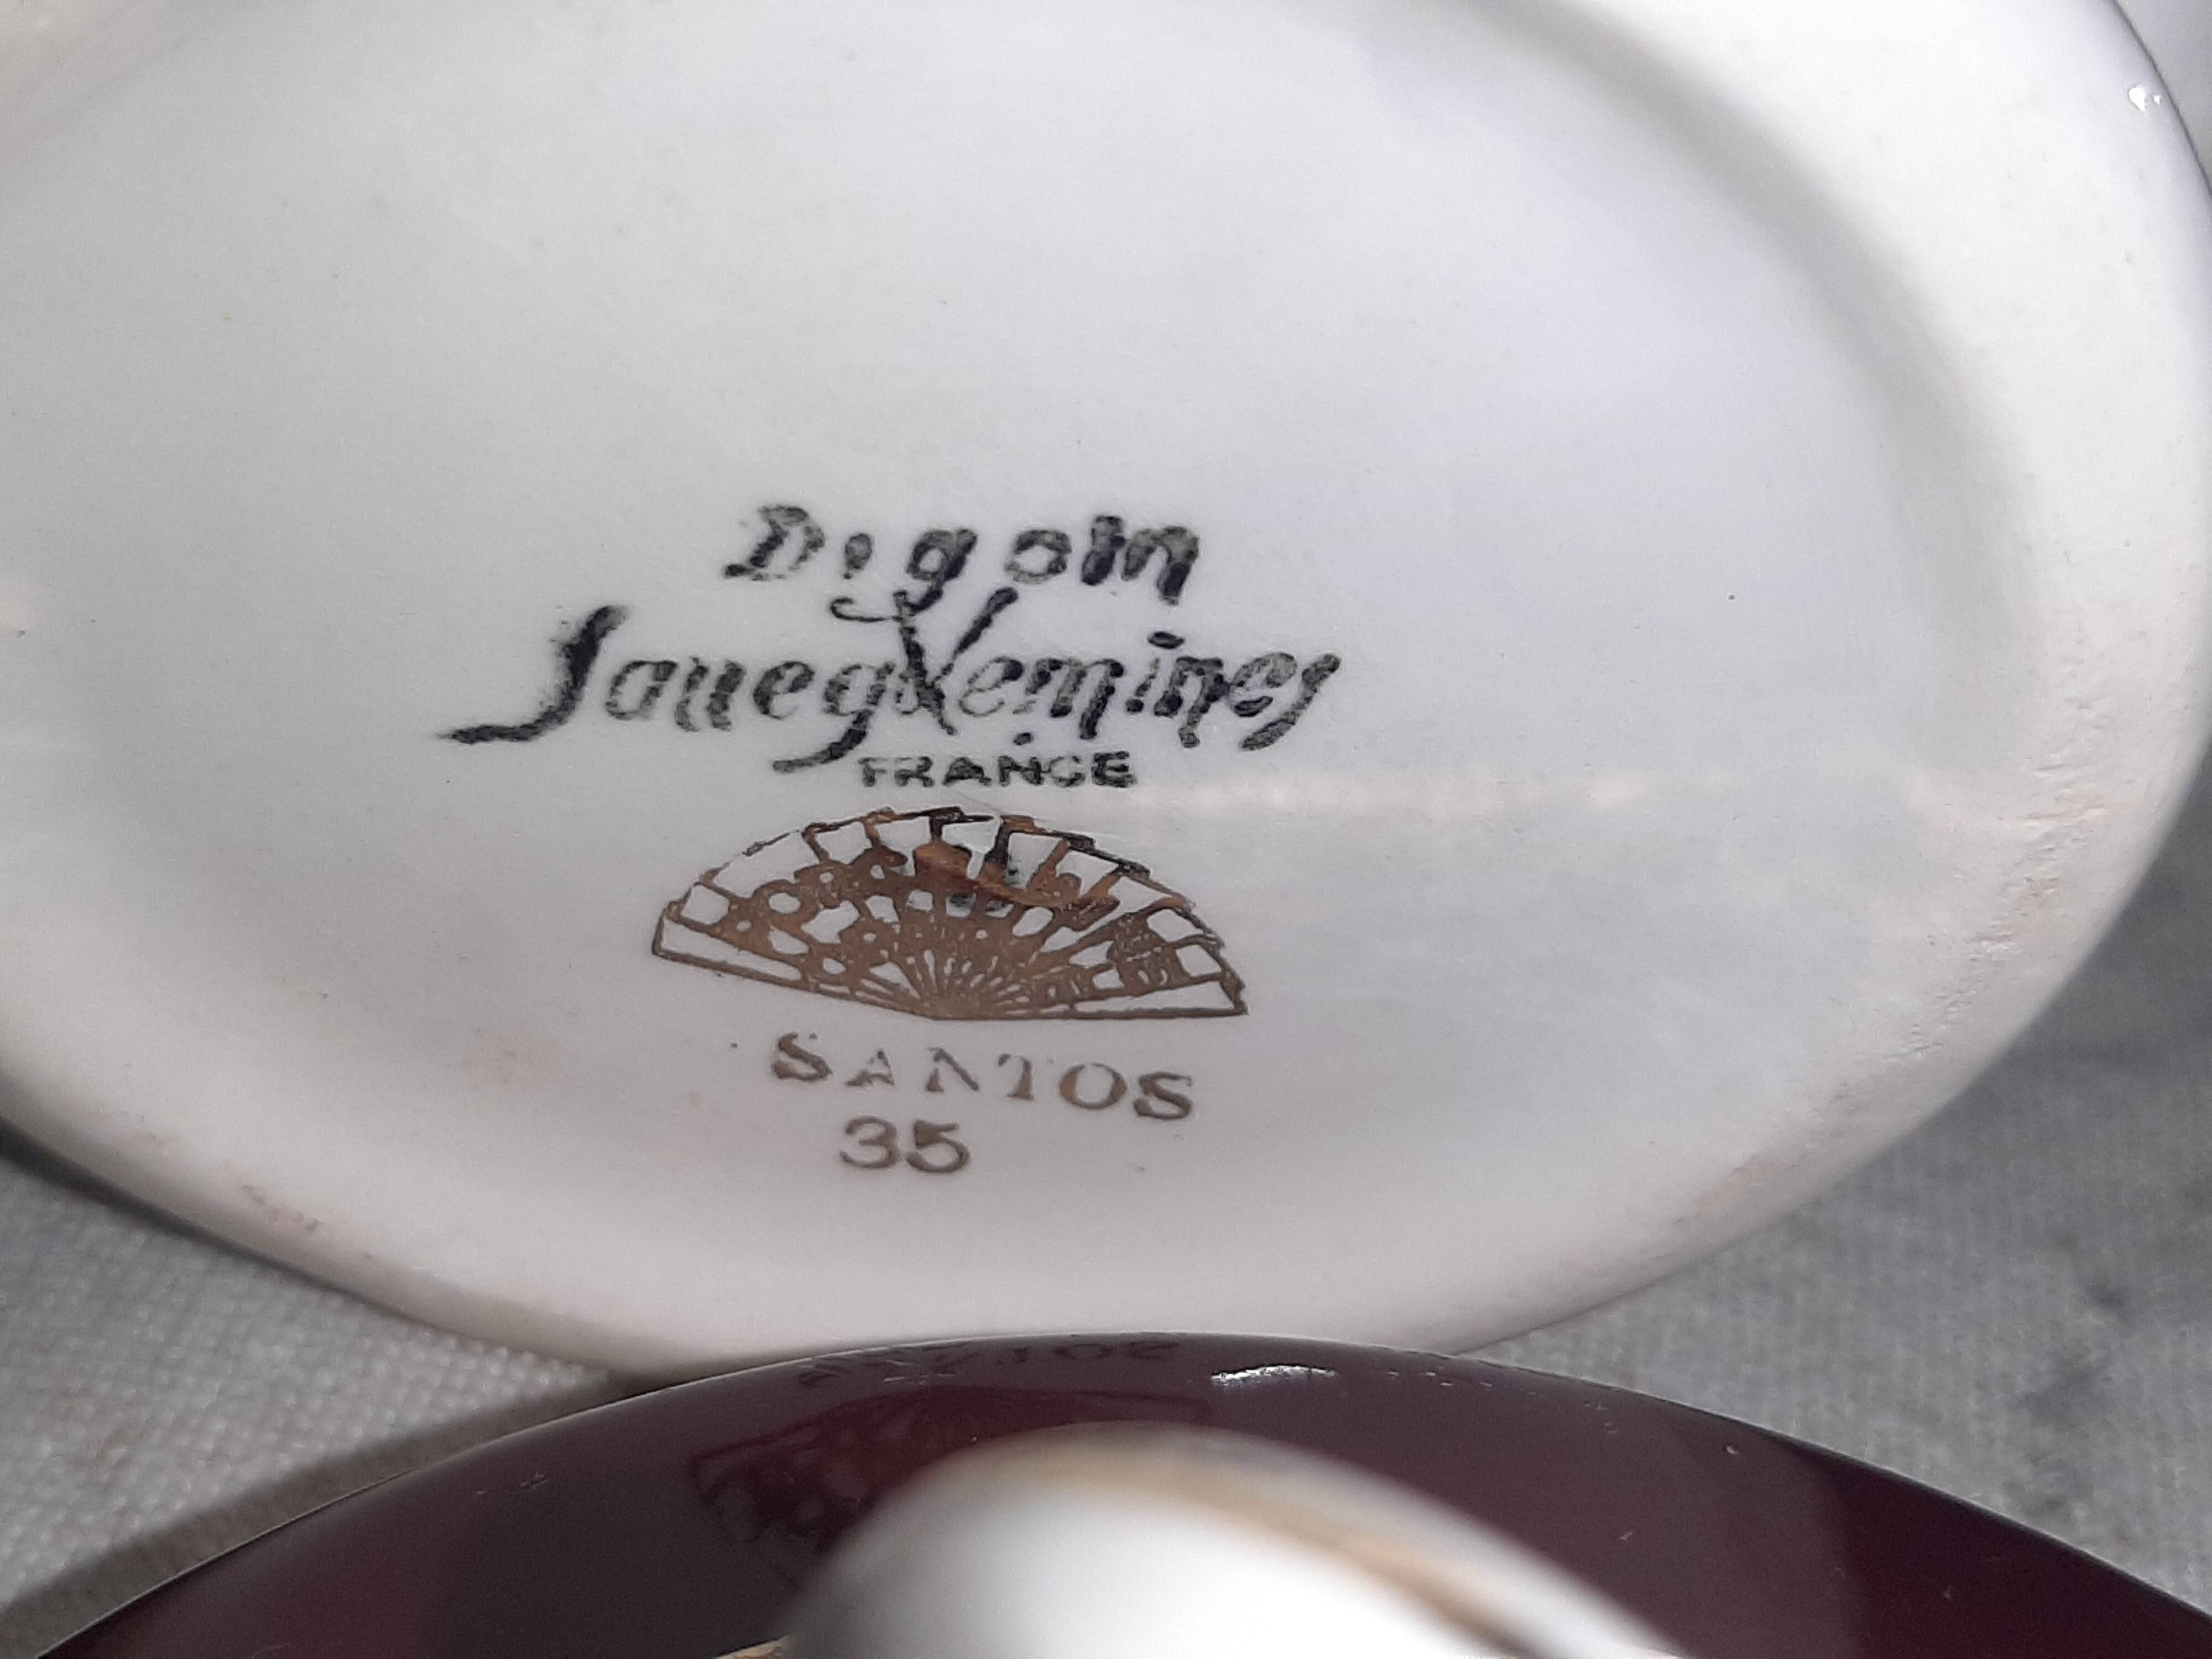 Digoin
Sarreguemines
FRANCE
SANTOS
35